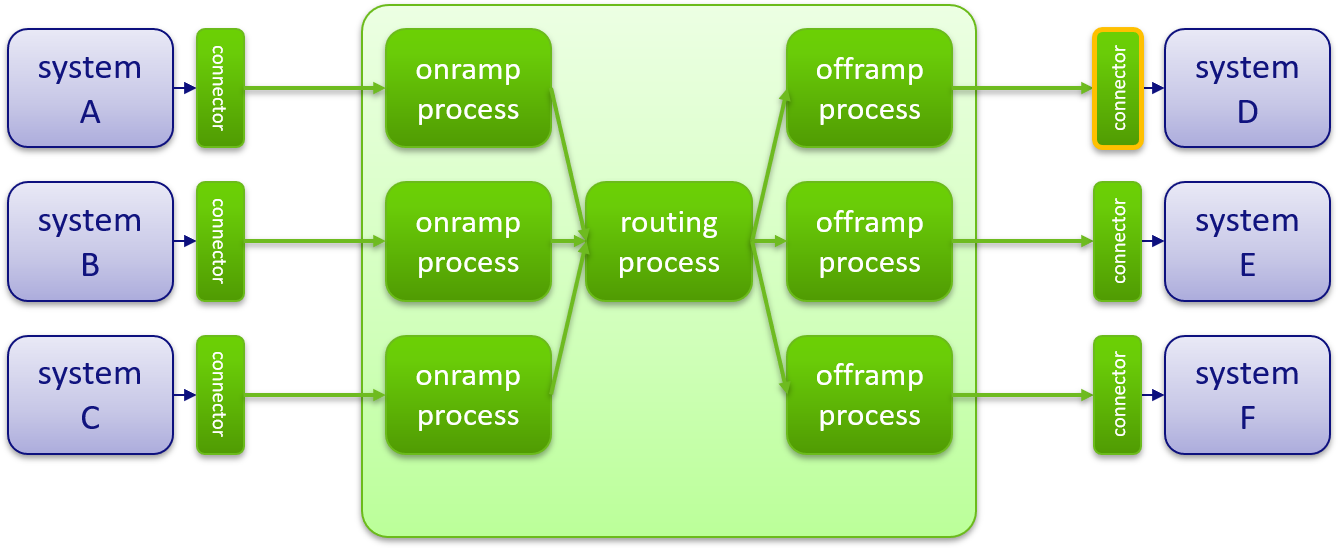 system
A
connector
onramp
process
offramp
process
connector
system
D
system
B
connector
onramp
process
routing
process
offramp
process
connector
system
E
system
C
connector
onramp
process
offramp
process
connector
system
F